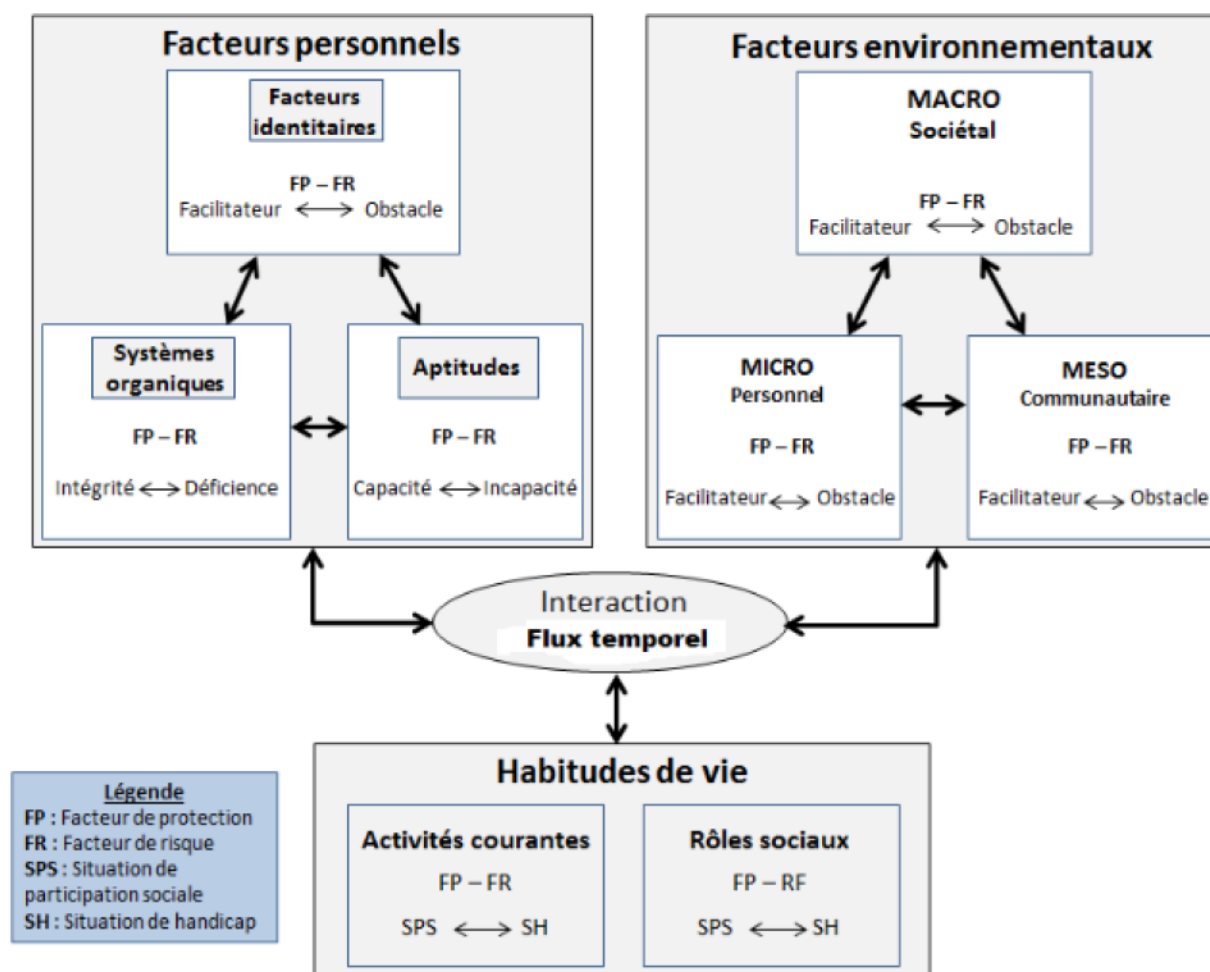 Facteurs personnels
Facteurs
identitaires
FP – FR
Facilitateur Obstacle
Systèmes
organiques
FP – FR
Intégrité Déficience
Aptitudes
FP – FR
Capacité Incapacité
Facteurs environnementaux
MACRO
Sociétal
FP – FR
Facilitateur Obstacle
MICRO
Personnel
FP – FR
Facilitateur Obstacle
MESO
Communautaire
FP – FR
Facilitateur Obstacle
Interaction
Flux temporel
Habitudes de vie
Activités courantes
FP – FR
SPS SH
Rôles sociaux
FP – RF
SPS SH
Légende
FP : Facteur de protection
FR : Facteur de risque
SPS : Situation de
participation sociale
SH : Situation de handicap